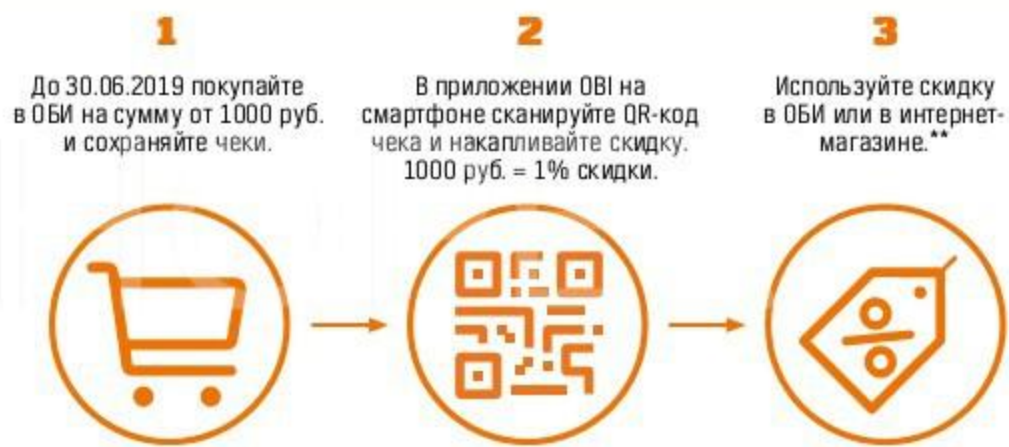 1
До 30.06.2019 покупайте
в ОБИ на сумму от 1000 руб.
и сохраняйте чеки.
2
В приложении OBI на
смартфоне сканируйте QR-код
чека и накапливайте скидку.
1000 руб. = 1% скидки.
3
Используйте скидку
в ОБИ или в интернет-
магазине.**